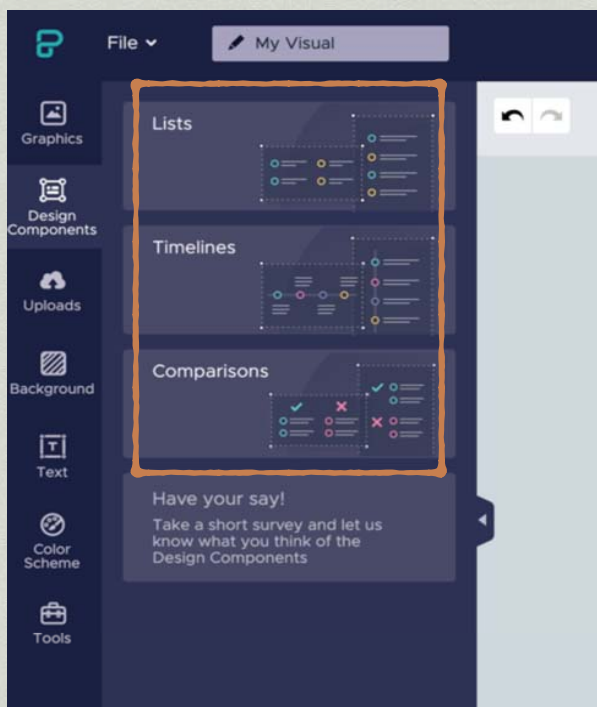 File
My Visual
Graphics
Design
Components
Uploads
Background
Text
Color
Scheme
Tools
Lists
Timelines
Comparisons
Have your say!
Take a short survey and let us
know what you think of the
Design Components